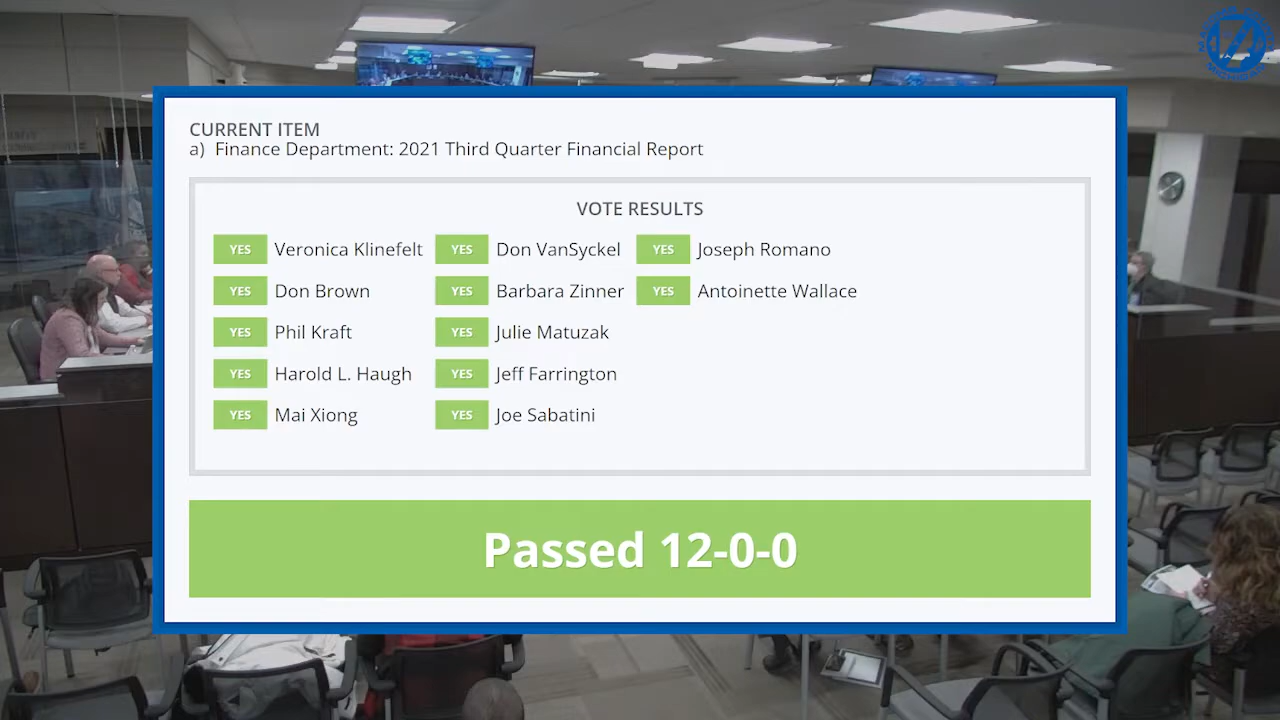 CURRENT ITEM
a) Finance Department: 2021 Third Quarter Financial Report
VOTE RESULTS
YES Veronica Klinefelt YES Don VanSyckel YES Joseph Romano
YES Don Brown YES Barbara Zinner YES Antoinette Wallace
YES Phil Kraft YES Julie Matuzak
YES Harold L. Haugh YES Jeff Farrington
YES Mai Xiong YES Joe Sabatini
Passed 12-0-0